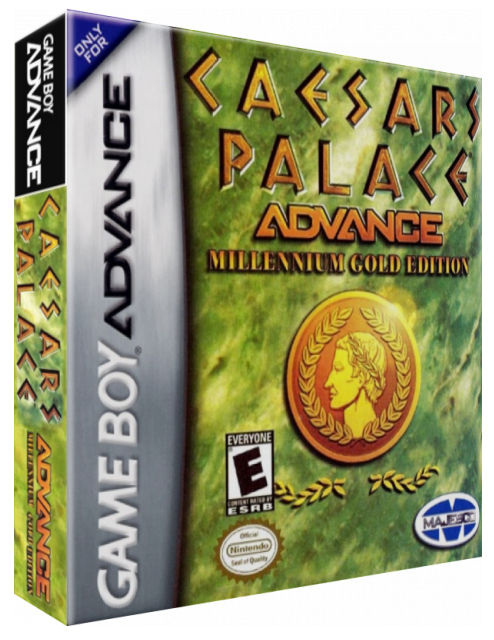 GAME BOY
ADVANCE
CAESARS
PALACE
ADVANCE
MILLENNIUM GOLD EDITION
ONLY
FOR
GAME BOY ADVANCE
CAESARS
PALACE
ADVANCE
MILLENNIUM GOLD EDITION
EVERYONE
E
CONTENT RATED BY
ESRB
Official
Nintendo
Seal of Quality
MAJESCO